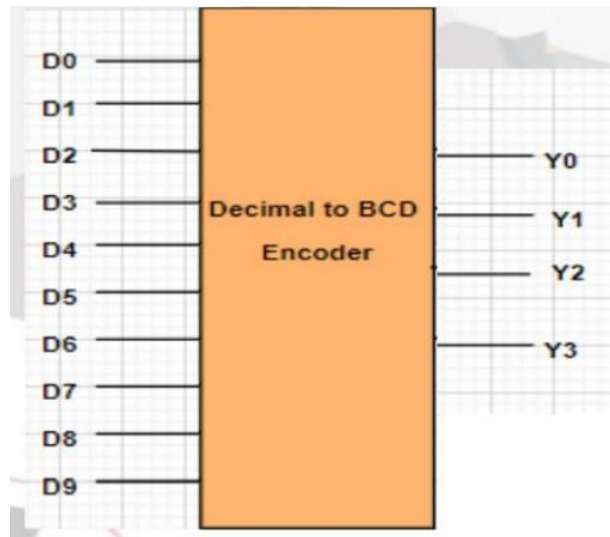 D0
D1
D2
D3
D4
D5
D6
D7
D8
D9
Decimal to BCD
Encoder
Y0
Y1
Y2
Y3